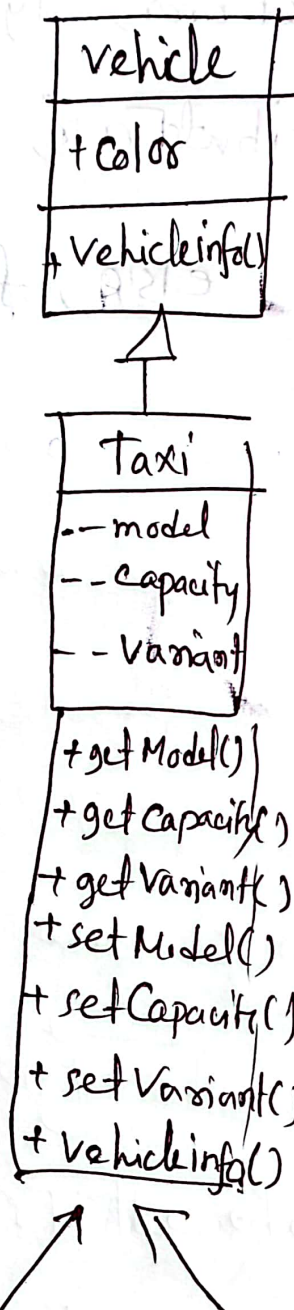 Vehicle
+ Color
+ Vehicleinfo()
Taxi
-- model
-- Capacity
-- Variant
+ getModel()
+ getCapacity()
+ getVariant()
+ setModel()
+ setCapacity()
+ setVariant()
+ Vehicleinfo()